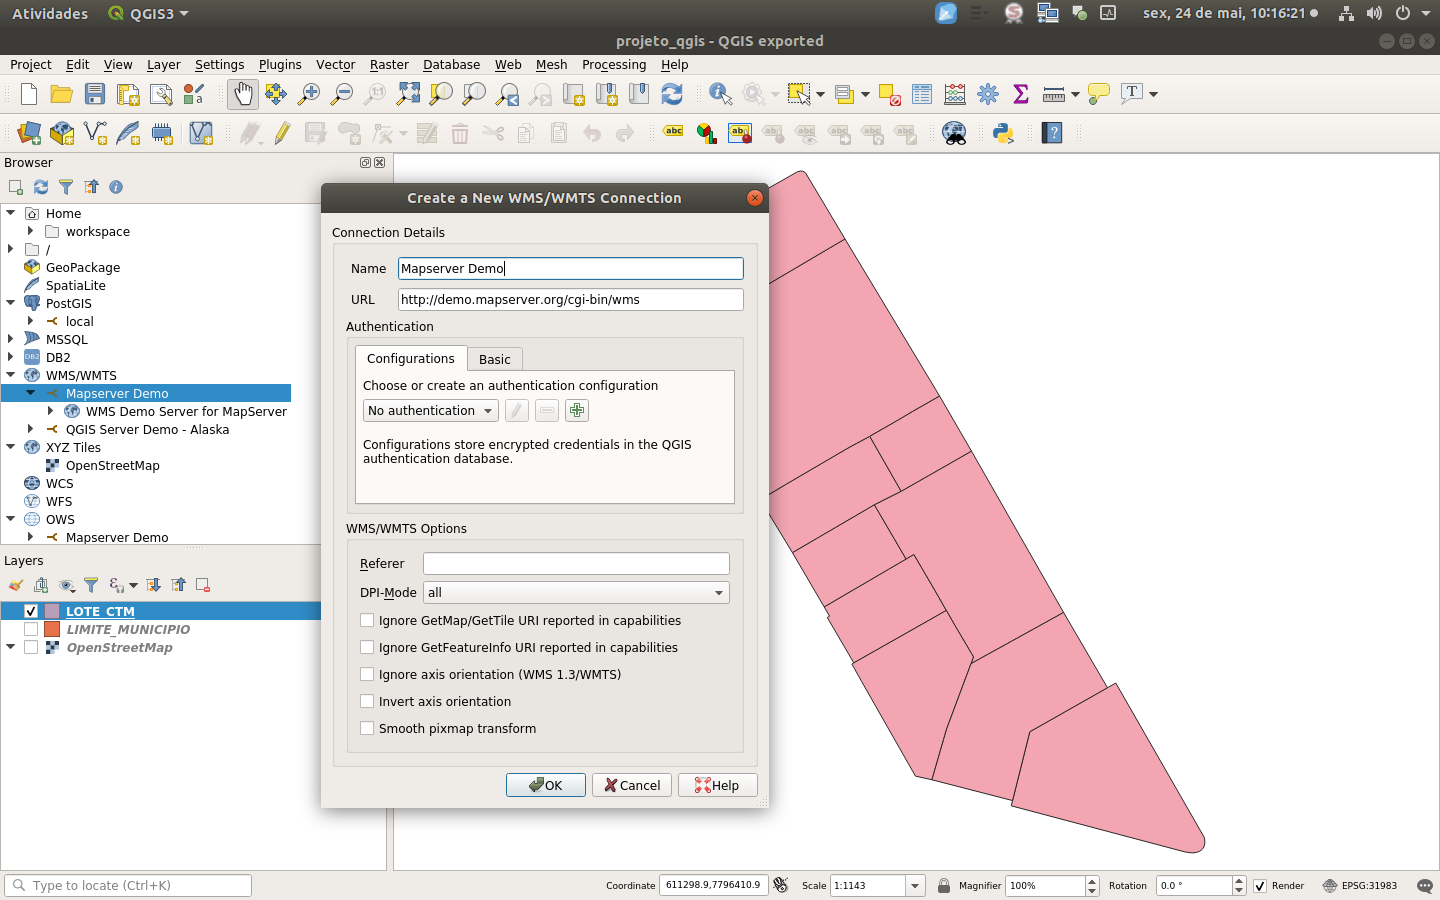 Atividades QGIS3 sex, 24 de mai, 10:16:21
projeto_qgis - QGIS exported
Project Edit View Layer Settings Plugins Vector Raster Database Web Mesh Processing Help
Browser
Home
workspace
/
GeoPackage
SpatiaLite
PostGIS
local
MSSQL
DB2 DB2
WMS/WMTS
Mapserver Demo
WMS Demo Server for MapServer
QGIS Server Demo - Alaska
XYZ Tiles
OpenStreetMap
WCS
WFS
OWS
Mapserver Demo
Layers
LOTE_CTM
LIMITE_MUNICIPIO
OpenStreetMap
Create a New WMS/WMTS Connection
Connection Details
Name Mapserver Demo
URL http://demo.mapserver.org/cgi-bin/wms
Authentication
Configurations Basic
Choose or create an authentication configuration
No authentication
Configurations store encrypted credentials in the QGIS
authentication database.
WMS/WMTS Options
Referer
DPI-Mode all
Ignore GetMap/GetTile URI reported in capabilities
Ignore GetFeatureInfo URI reported in capabilities
Ignore axis orientation (WMS 1.3/WMTS)
Invert axis orientation
Smooth pixmap transform
OK Cancel Help
Type to locate (Ctrl+K) Coordinate 611298.9,7796410.9 Scale 1:1143 Magnifier 100% Rotation 0.0 ° Render EPSG:31983